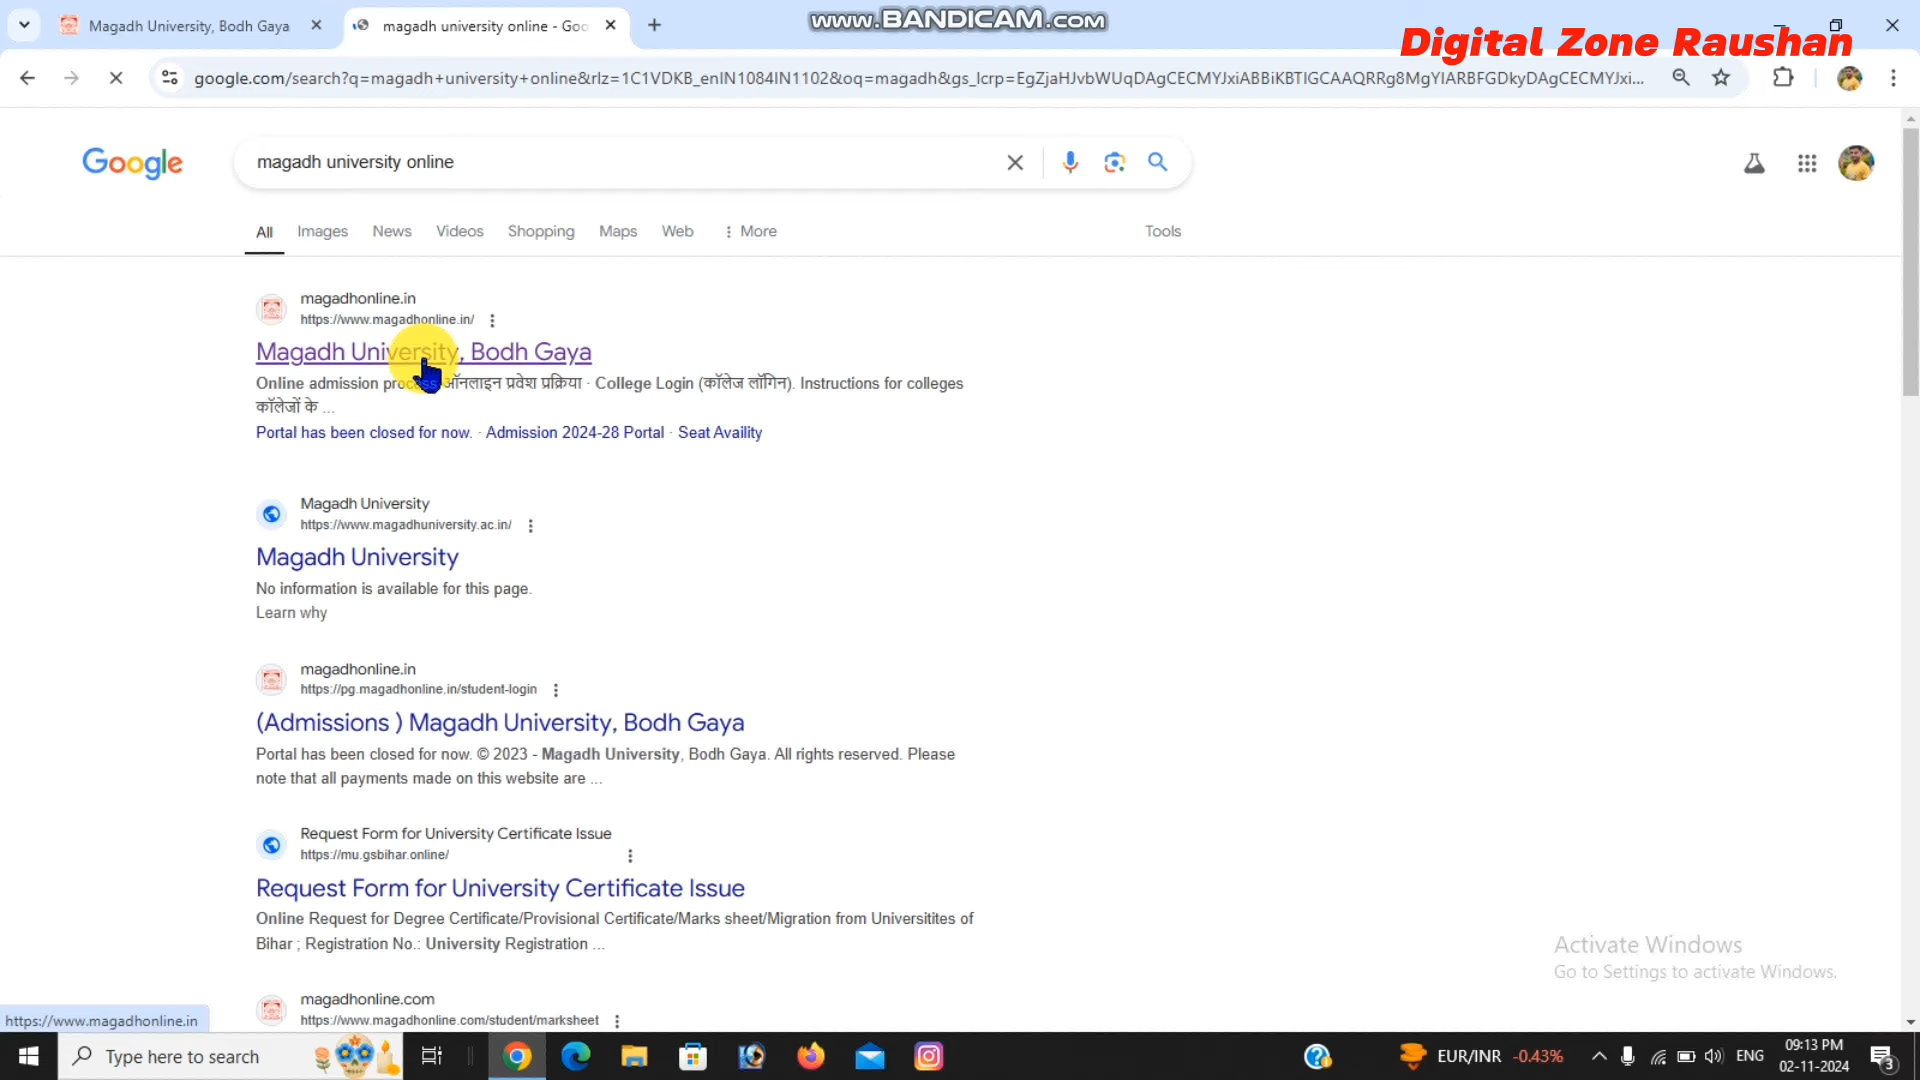 Magadh University, Bodh Gaya
magadh university online - Goo
www.BANDICAM.com
Digital Zone Raushan
google.com/search?q=magadh+university+online&rlz=1C1VDKB_enIN1084IN1102&oq=magadh&gs_lcrp=EgZjaHJvbWUqDAgCECMYJxiABBiKBTIGCAAQRRg8MgYIARBFGDkyDAgCECMYJxi...
Google
magadh university online
All
Images
News
Videos
Shopping
Maps
Web
More
Tools
magadhonline.in
https://www.magadhonline.in/
Magadh University, Bodh Gaya
Online admission process ऑनलाइन प्रवेश प्रक्रिया · College Login (कॉलेज लॉगिन). Instructions for colleges
कॉलेजों के ...
Portal has been closed for now. · Admission 2024-28 Portal · Seat Availity
Magadh University
https://www.magadhuniversity.ac.in/
Magadh University
No information is available for this page.
Learn why
magadhonline.in
https://pg.magadhonline.in/student-login
(Admissions ) Magadh University, Bodh Gaya
Portal has been closed for now. © 2023 - Magadh University, Bodh Gaya. All rights reserved. Please
note that all payments made on this website are ...
Request Form for University Certificate Issue
https://mu.gsbihar.online/
Request Form for University Certificate Issue
Online Request for Degree Certificate/Provisional Certificate/Marks sheet/Migration from Universitites of
Bihar ; Registration No.: University Registration ...
Activate Windows
Go to Settings to activate Windows.
magadhonline.com
https://www.magadhonline.com/student/marksheet
https://www.magadhonline.in
Type here to search
EUR/INR -0.43%
ENG
09:13 PM
02-11-2024
3